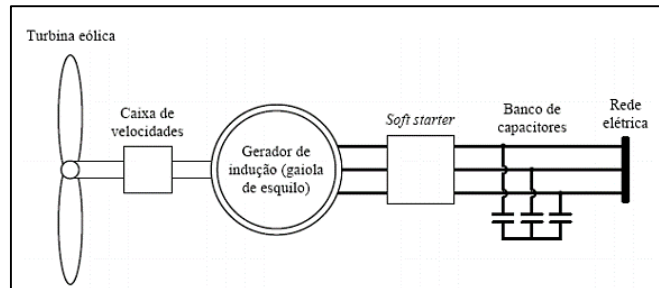 Turbina eólica
Caixa de
velocidades
Gerador de
indução (gaiola
de esquilo)
Soft starter
Banco de
capacitores
Rede
elétrica